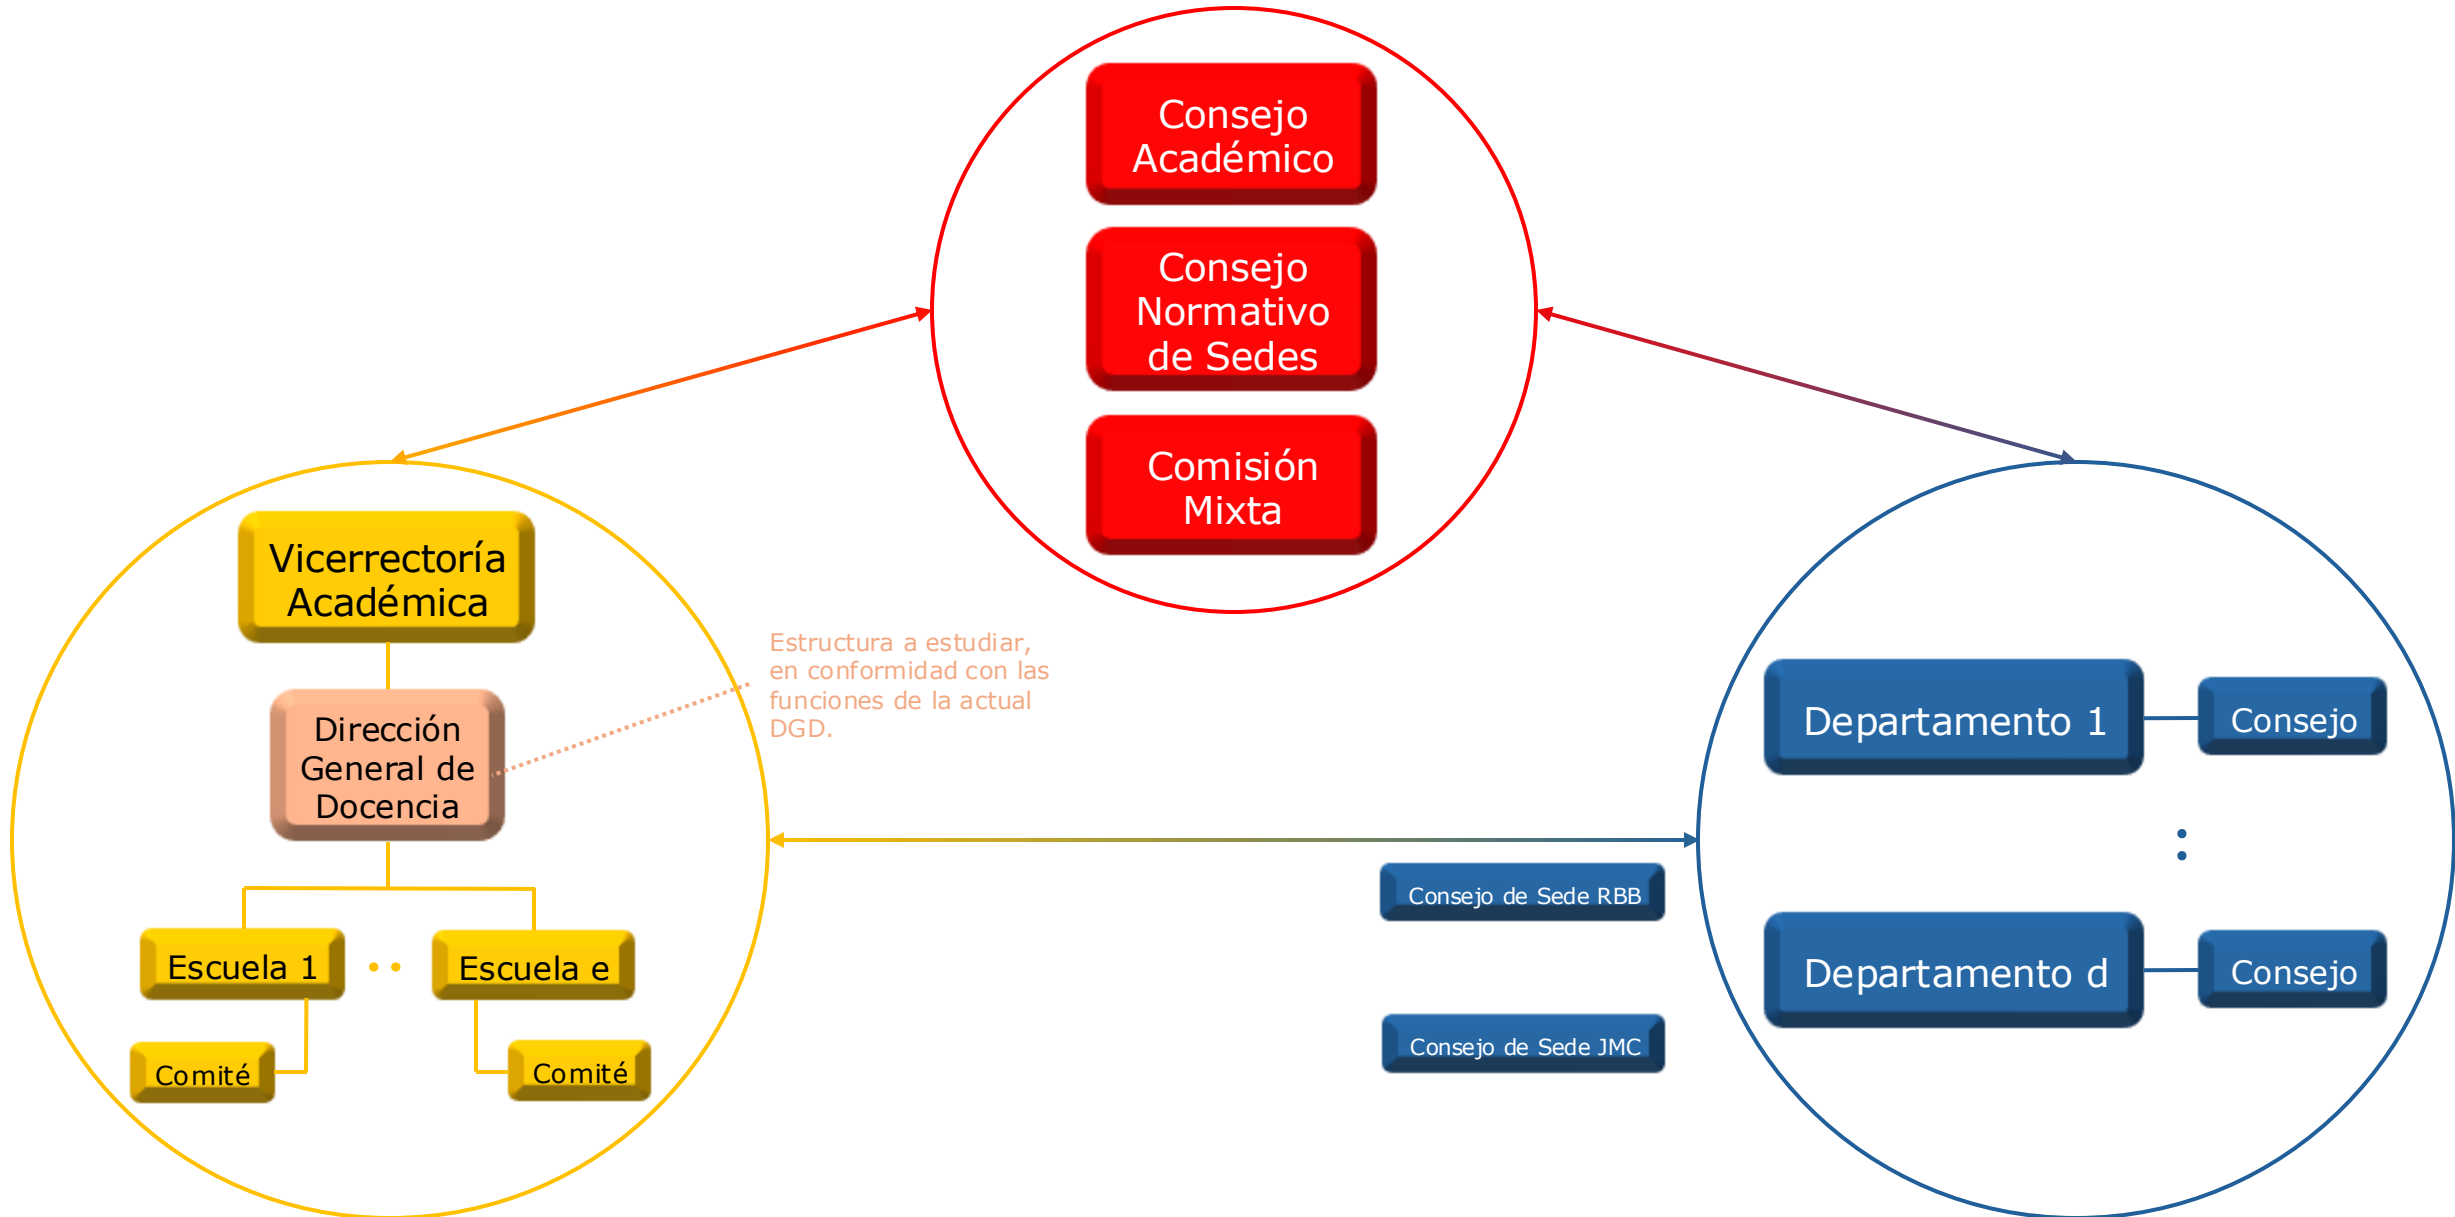 Consejo
Académico
Consejo
Normativo
de Sedes
Comisión
Mixta
Vicerrectoría
Académica
Dirección
General de
Docencia
Estructura a estudiar,
en conformidad con las
funciones de la actual
DGD.
Escuela 1
Escuela e
Comité
Comité
Consejo de Sede RBB
Consejo de Sede JMC
Departamento 1
Consejo
Departamento d
Consejo